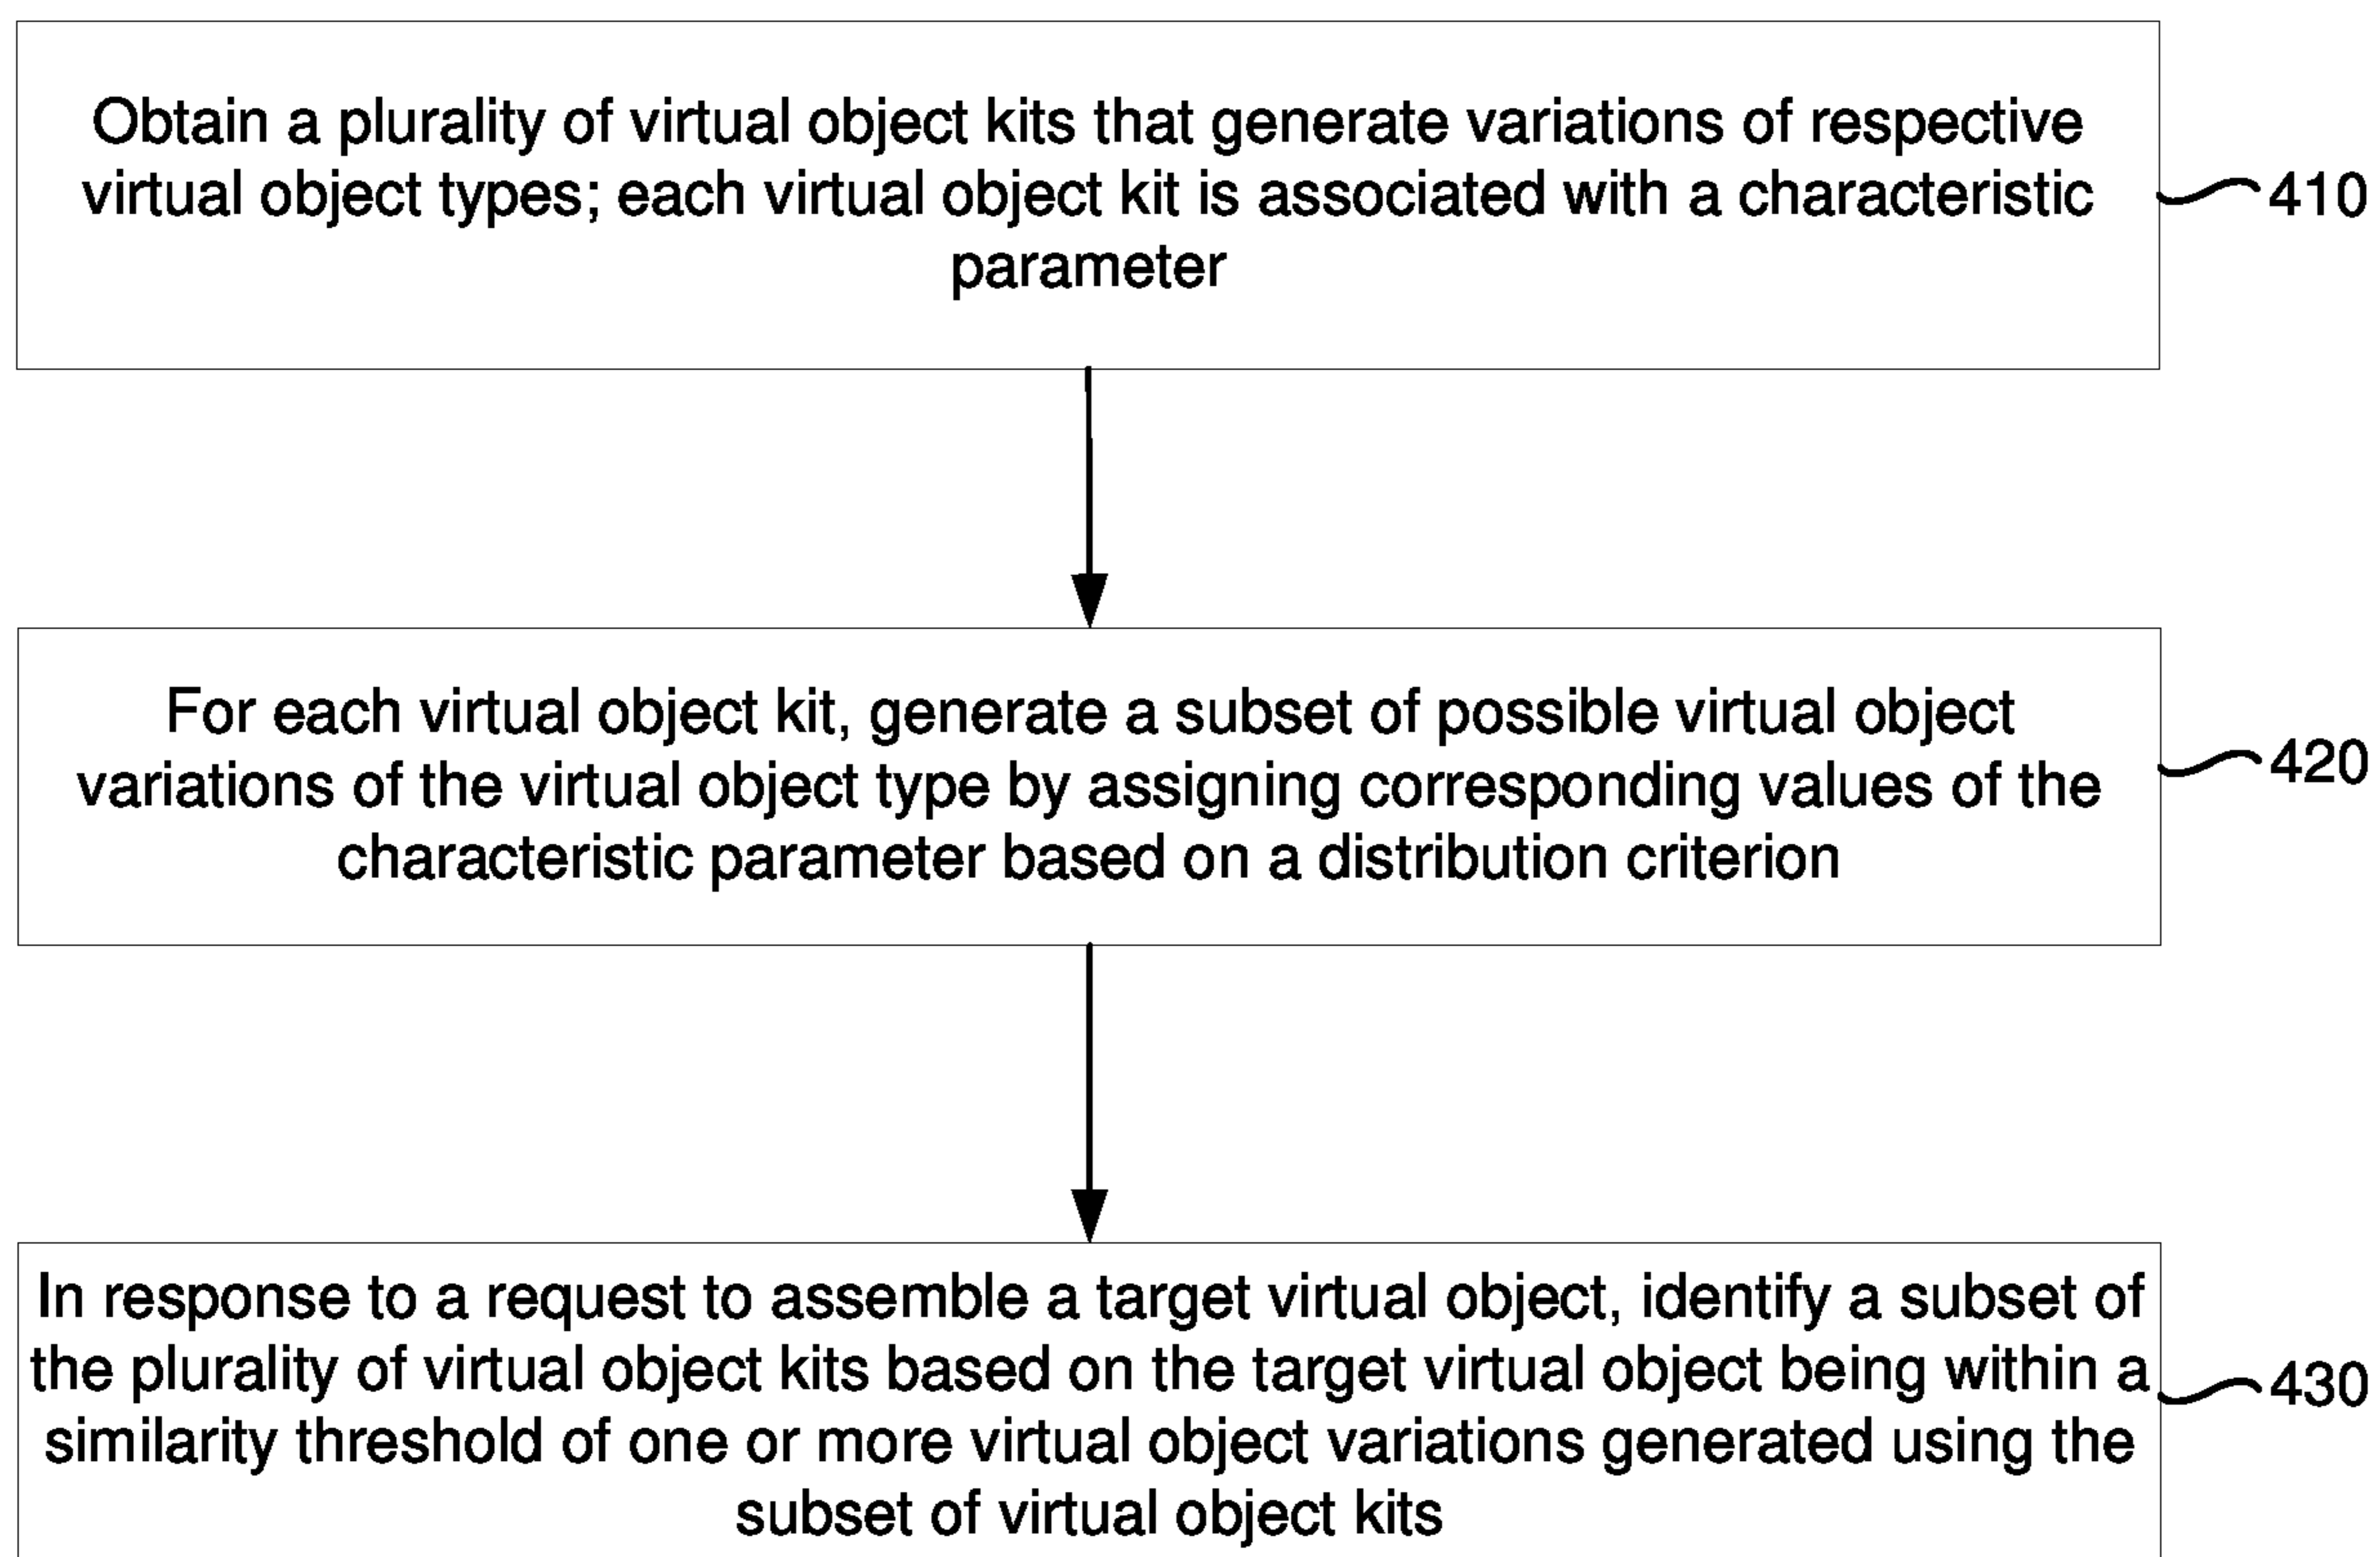 Obtain a plurality of virtual object kits that generate variations of respective
virtual object types; each virtual object kit is associated with a characteristic
parameter
410
For each virtual object kit, generate a subset of possible virtual object
variations of the virtual object type by assigning corresponding values of the
characteristic parameter based on a distribution criterion
420
In response to a request to assemble a target virtual object, identify a subset of
the plurality of virtual object kits based on the target virtual object being within a
similarity threshold of one or more virtual object variations generated using the
subset of virtual object kits
430